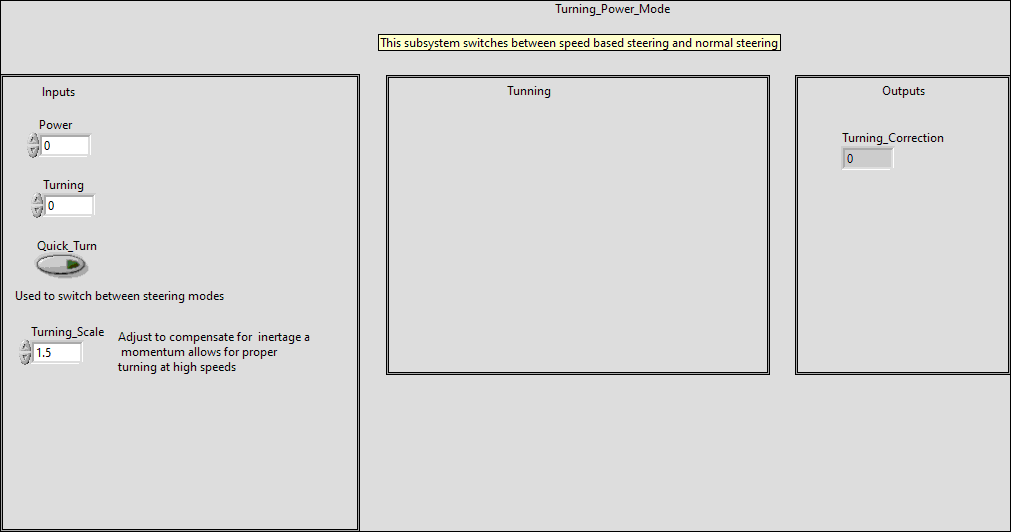 Turning_Power_Mode
This subsystem switches between speed based steering and normal steering
Inputs
Power
0
Turning
0
Quick_Turn
Used to switch between steering modes
Turning_Scale
1.5
Adjust to compensate for inertage a
momentum allows for proper
turning at high speeds
Tunning
Outputs
Turning_Correction
0